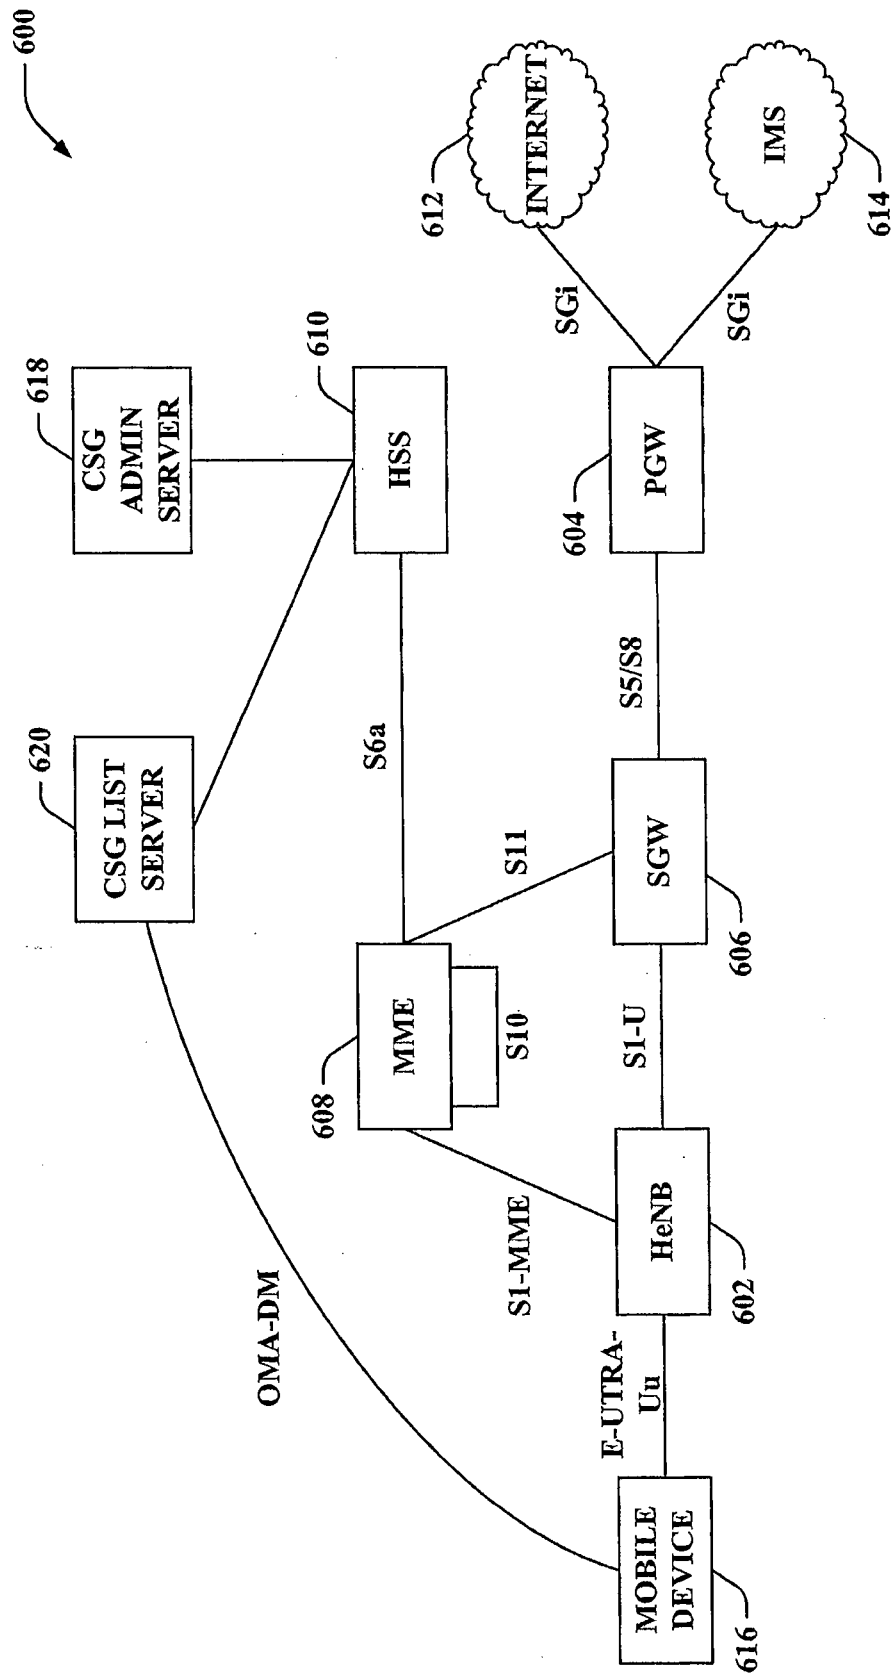 600
620
618
CSG LIST
SERVER
CSG
ADMIN
SERVER
OMA-DM
608
S6a
610
MME
HSS
S10
S11
S1-MME
612
INTERNET
SGi
604
E-UTRA-
Uu
S1-U
S5/S8
MOBILE
DEVICE
HeNB
SGW
PGW
SGi
IMS
616
602
606
614